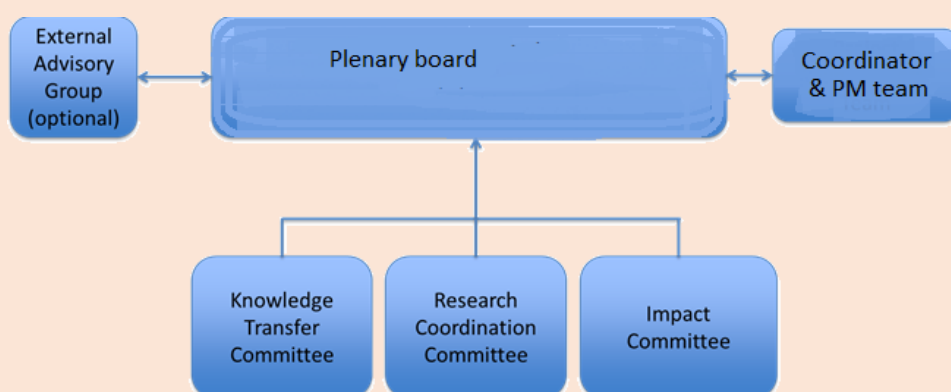 External
Advisory
Group
(optional)
Plenary board
Coordinator
& PM team
Knowledge
Transfer
Committee
Research
Coordination
Committee
Impact
Committee